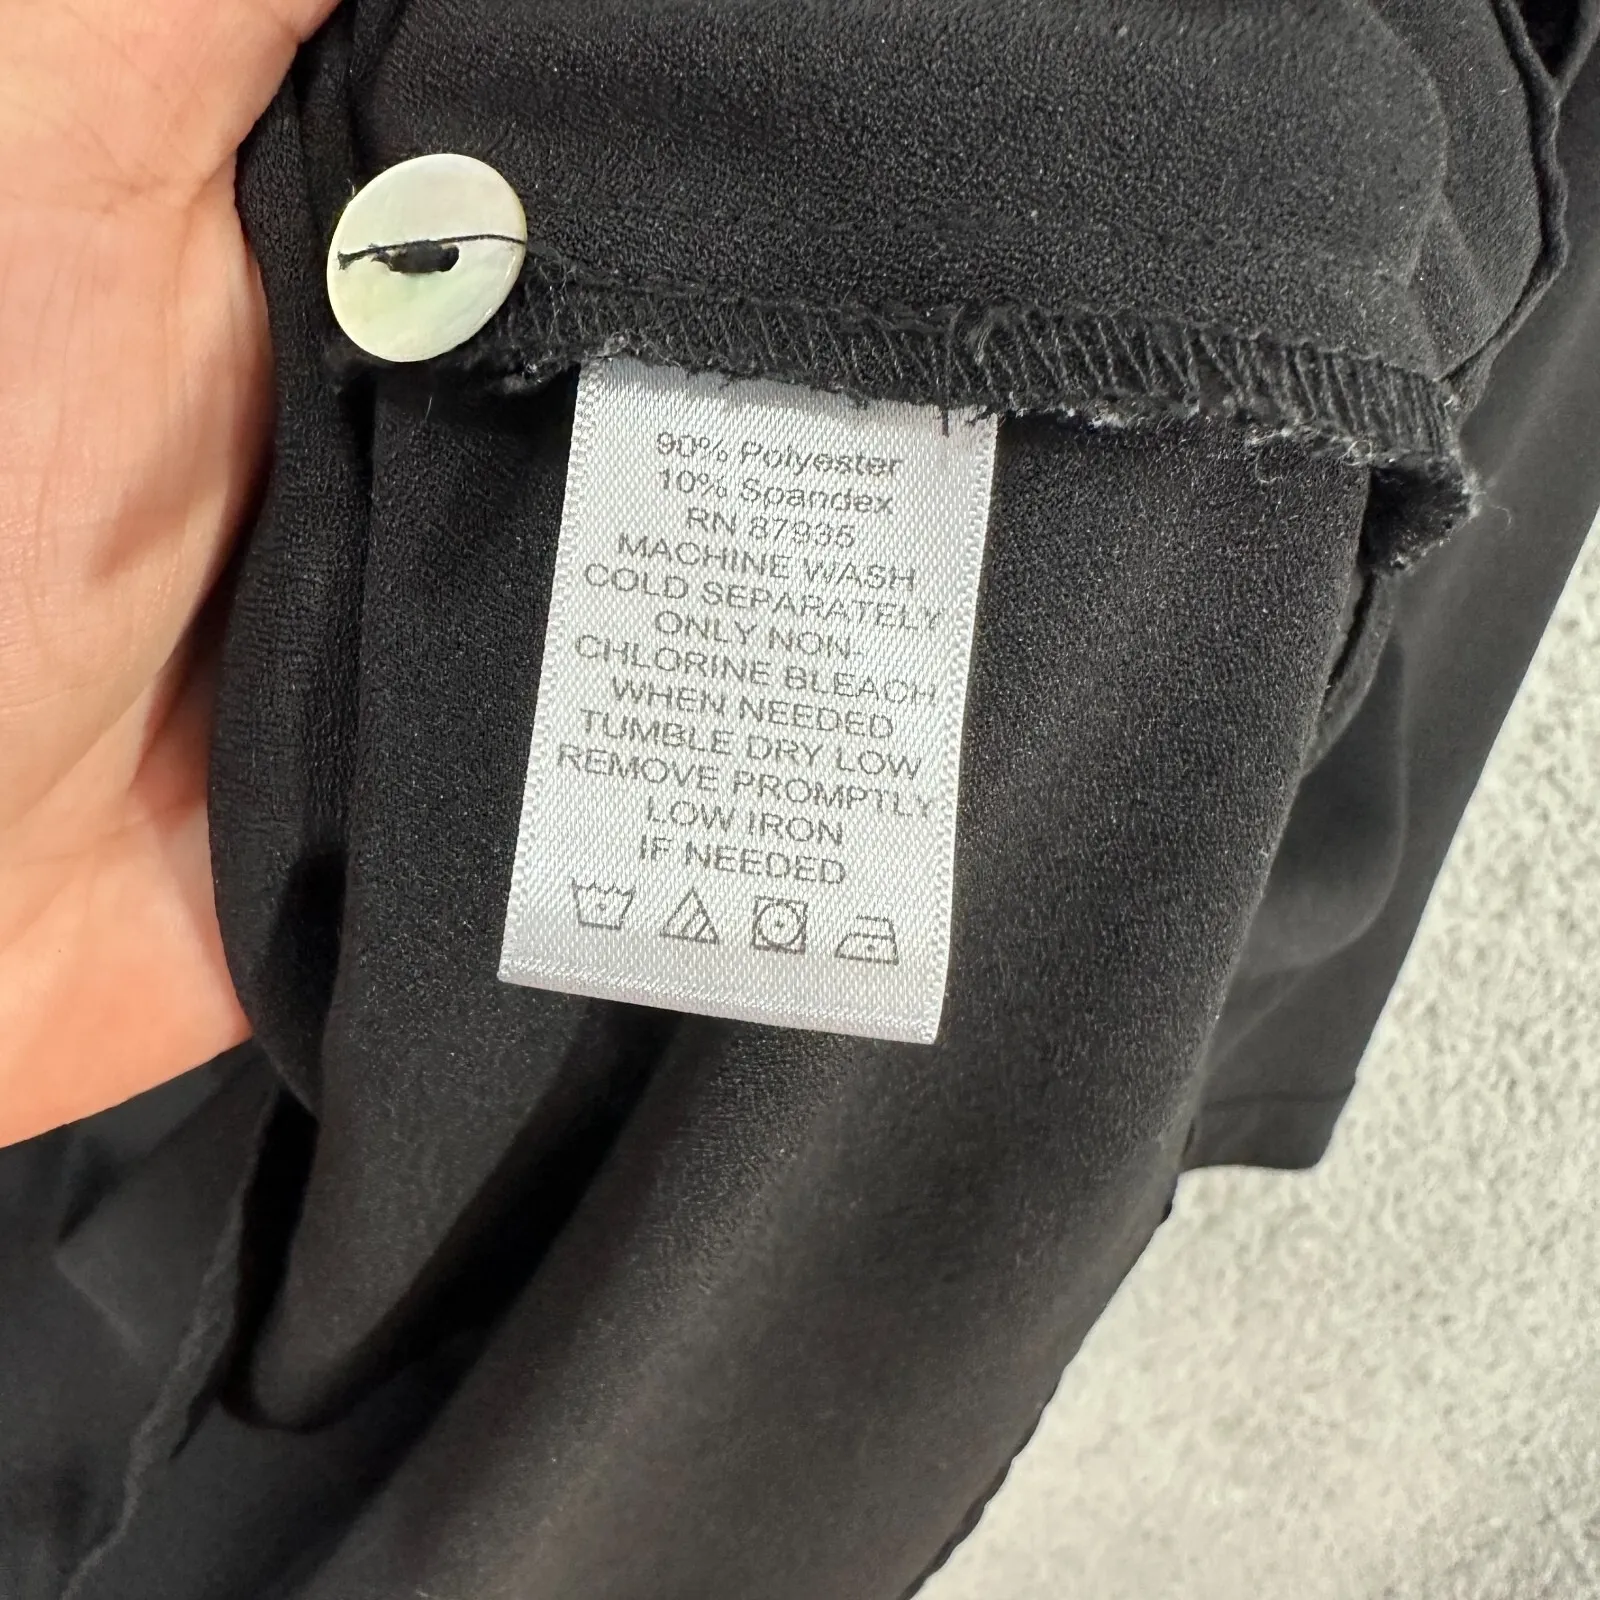 90% Polyester
10% Spandex
RN 87935
MACHINE WASH
COLD SEPARATELY
ONLY NON-
CHLORINE BLEACH
WHEN NEEDED
TUMBLE DRY LOW
REMOVE PROMPTLY
LOW IRON
IF NEEDED